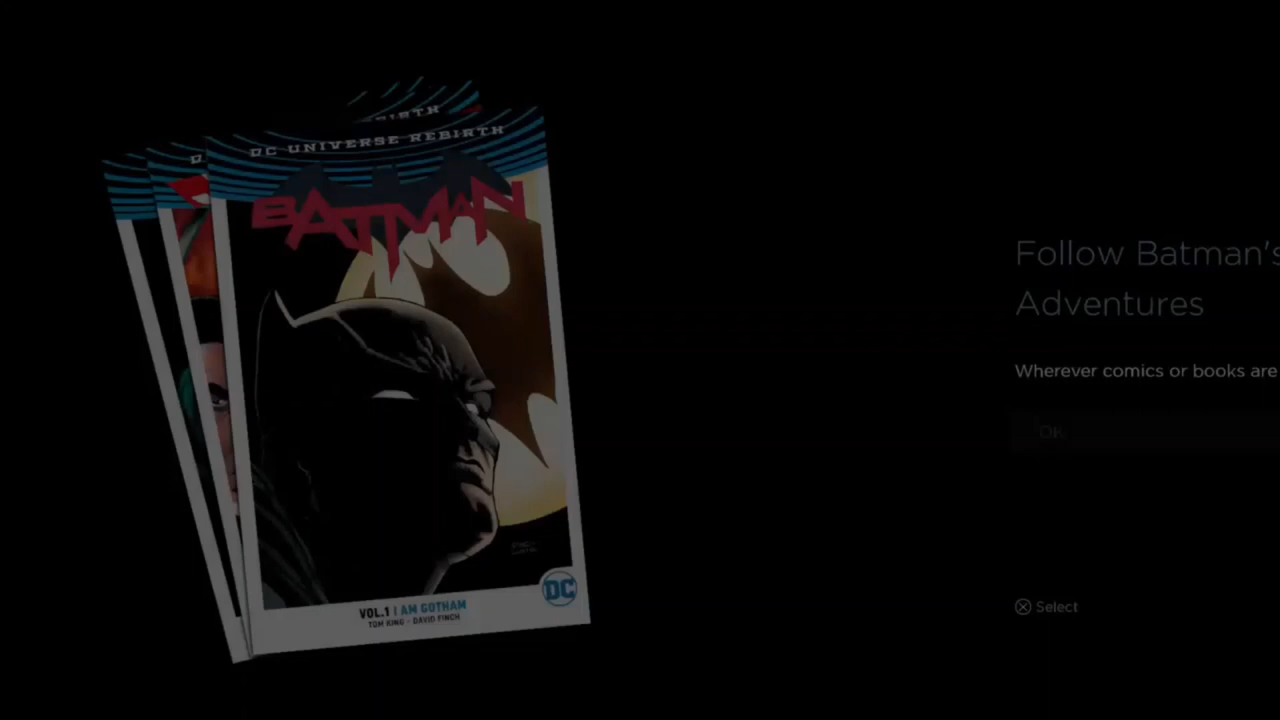 DC UNIVERSE REBIRTH
BATMAN
VOL.1 | I AM GOTHAM
TOM KING - DAVID FINCH
DC
Follow Batman's
Adventures
Wherever comics or books are
OK
Select